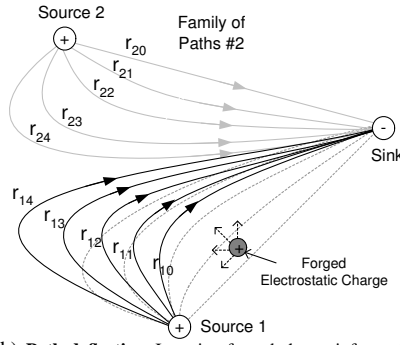 Source 2
+
Family of
Paths #2
r20
r21
r22
r23
r24
-
Sink
r14
r13
r12
r11
r10
+
Forged
Electrostatic Charge
+
Source 1